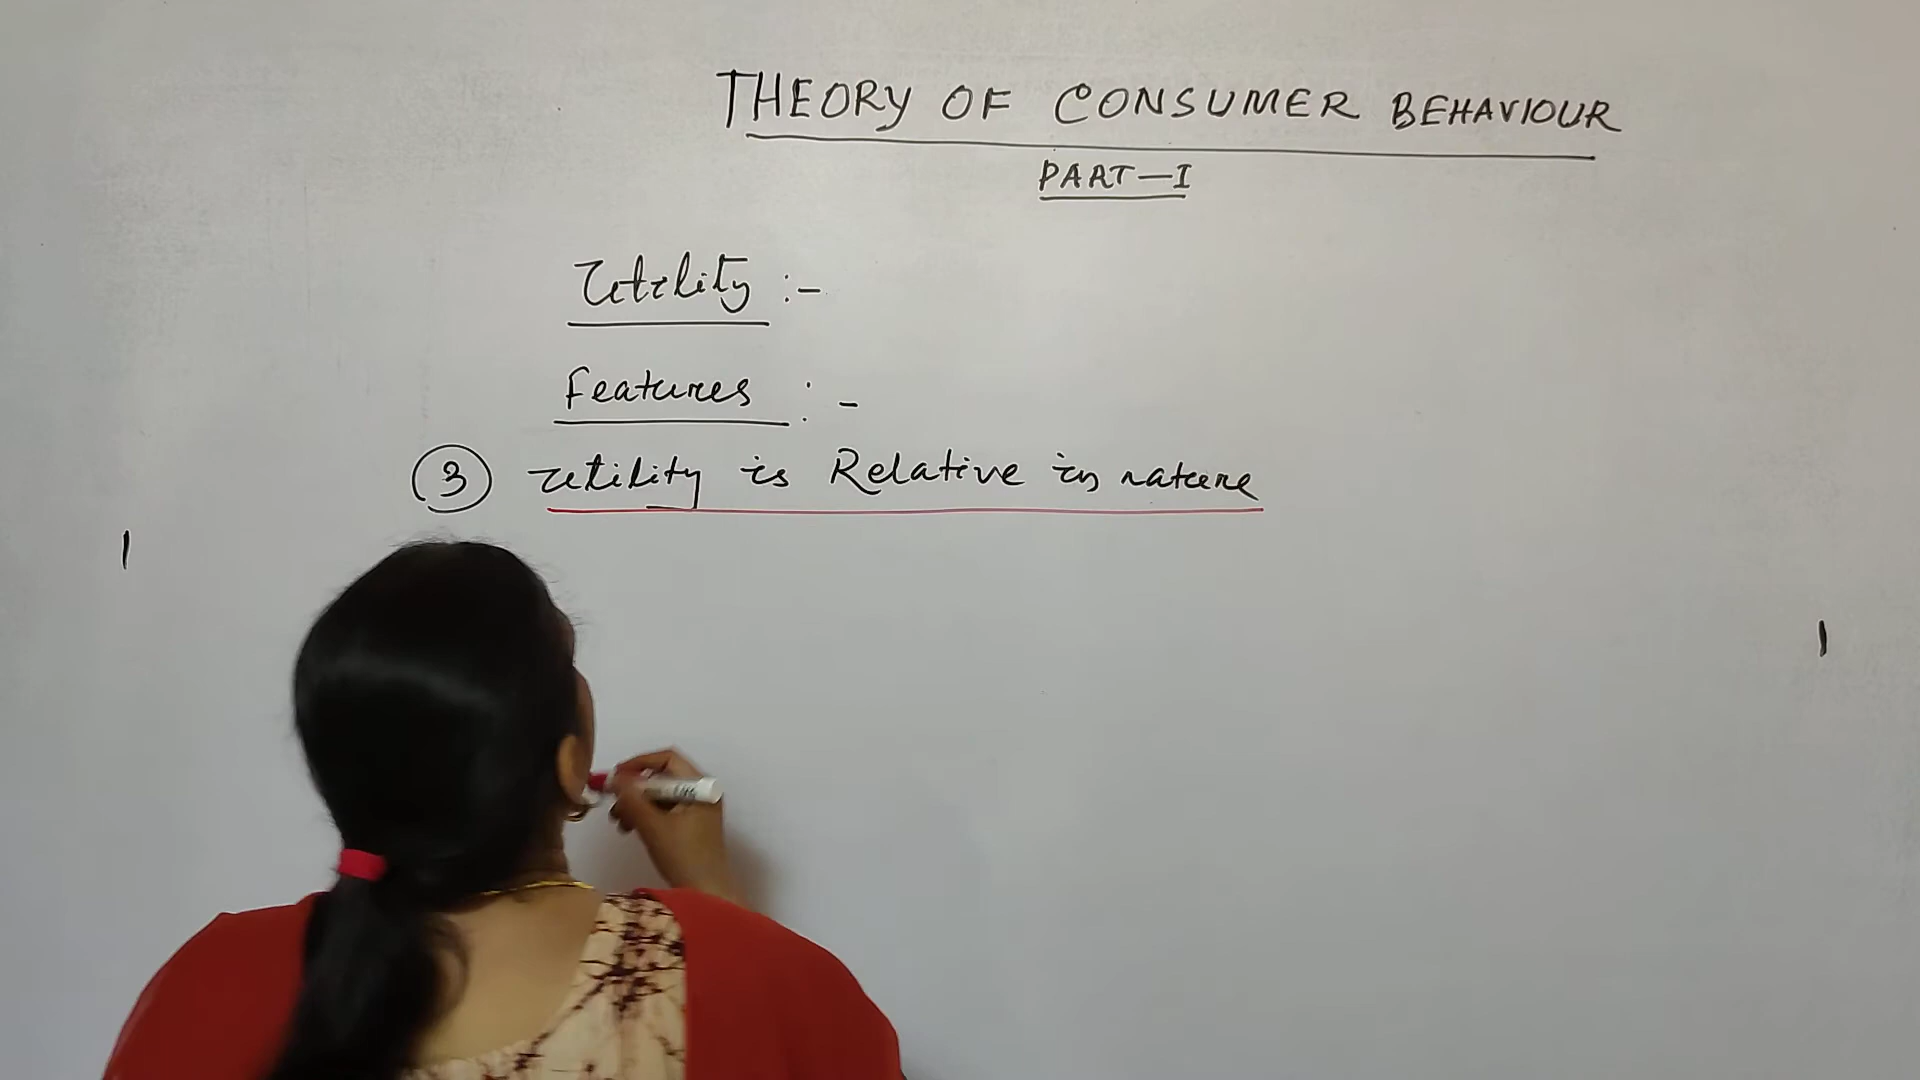 THEORY OF CONSUMER BEHAVIOUR
PART-I
Utility :-
Features :-
3 Utility is Relative in nature